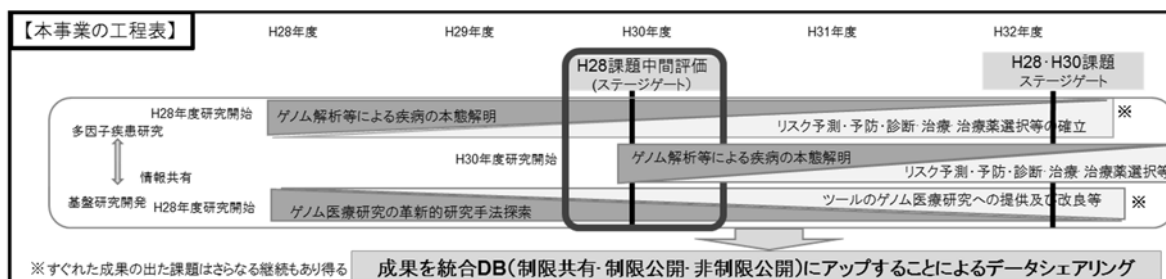 【本事業の工程表】
H28年度 H29年度 H30年度 H31年度 H32年度
H28課題中間評価
(ステージゲート)
H28・H30課題
ステージゲート
H28年度研究開始
多因子疾患研究
ゲノム解析等による疾病の本態解明
リスク予測・予防・診断・治療・治療薬選択等の確立
※
H30年度研究開始
ゲノム解析等による疾病の本態解明
リスク予測・予防・診断・治療・治療薬選択等
情報共有
基盤研究開発
H28年度研究開始
ゲノム医療研究の革新的研究手法探索
ツールのゲノム医療研究への提供及び改良等
※
※すぐれた成果の出た課題はさらなる継続もあり得る
成果を統合DB(制限共有・制限公開・非制限公開)にアップすることによるデータシェアリング